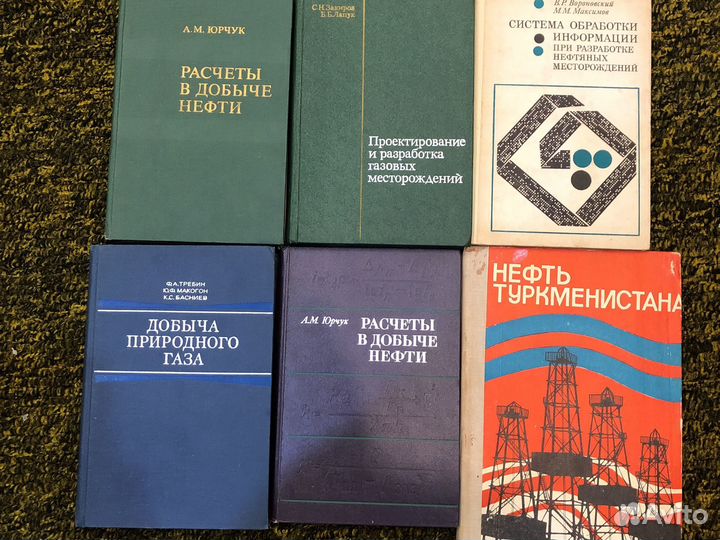 А.М. ЮРЧУК
РАСЧЕТЫ
В ДОБЫЧЕ
НЕФТИ
С.Н. Закиров
Б.Б. Лапук
Проектирование
и разработка
газовых
месторождений
В.Р. Вороновский
М.М. Максимов
СИСТЕМА ОБРАБОТКИ
ИНФОРМАЦИИ
ПРИ РАЗРАБОТКЕ
НЕФТЯНЫХ
МЕСТОРОЖДЕНИЙ
Ф.А. ТРЕБИН
Ю.Ф. МАКОГОН
К.С. БАСНИЕВ
ДОБЫЧА
ПРИРОДНОГО
ГАЗА
А.М. Юрчук
РАСЧЕТЫ
В ДОБЫЧЕ
НЕФТИ
НЕФТЬ
ТУРКМЕНИСТАНА
Avito